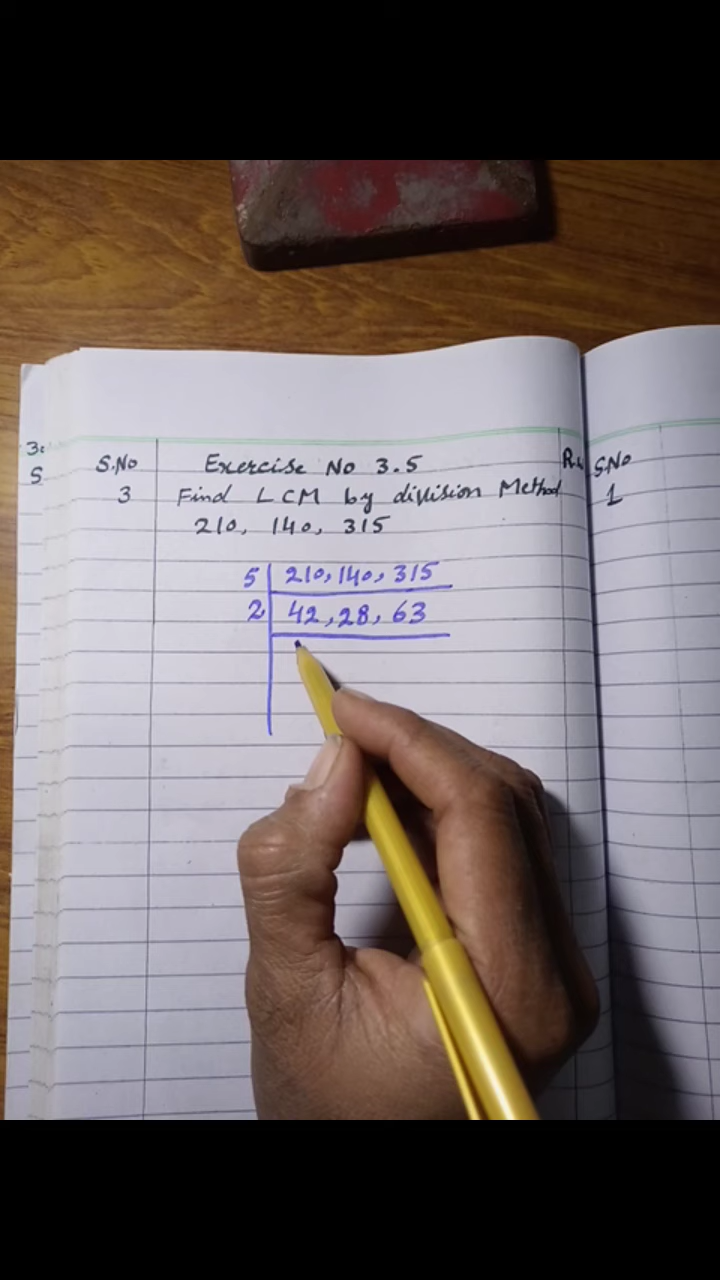 3.
S
S.No Exercise No 3.5 R.w
3 Find LCM by division Method
210, 140, 315
5 210, 140, 315
2 42, 28, 63
S.No
1